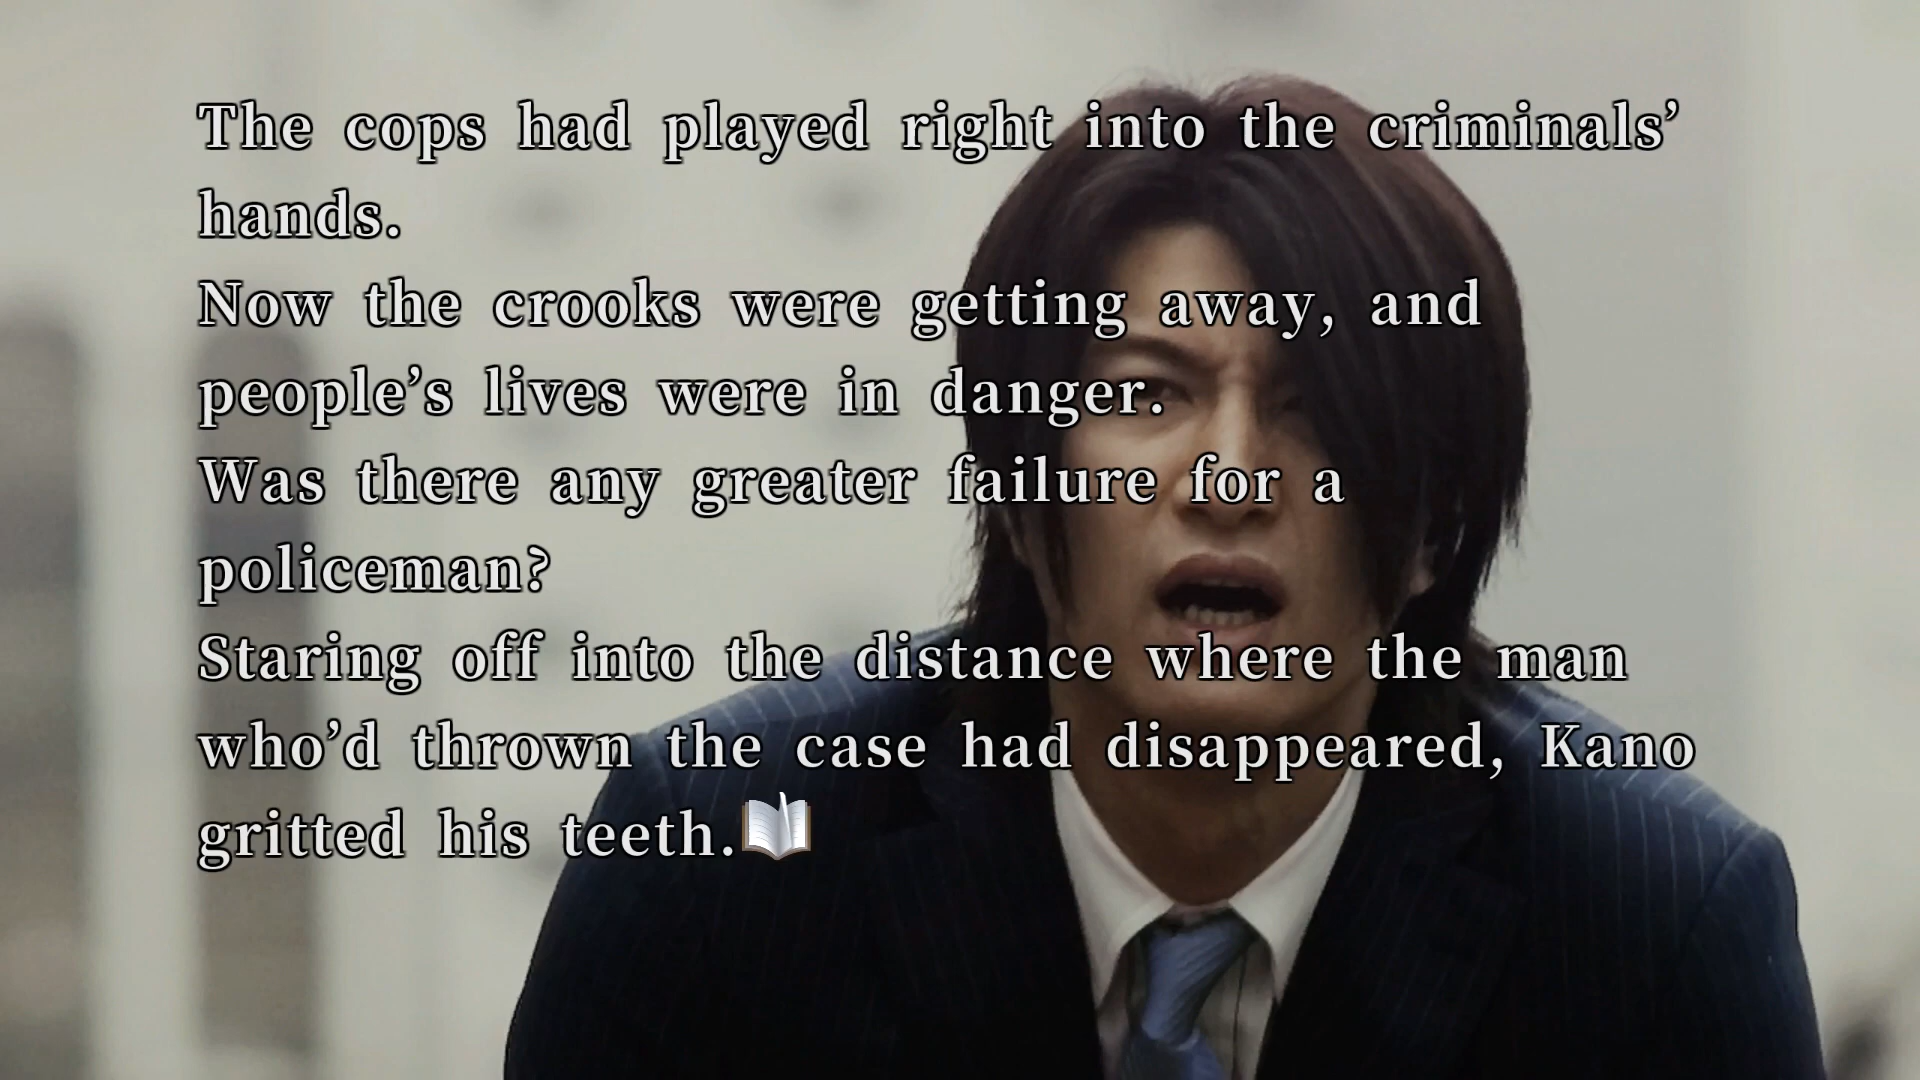 The cops had played right into the criminals’
hands.
Now the crooks were getting away, and
people’s lives were in danger.
Was there any greater failure for a
policeman?
Staring off into the distance where the man
who’d thrown the case had disappeared, Kano
gritted his teeth.